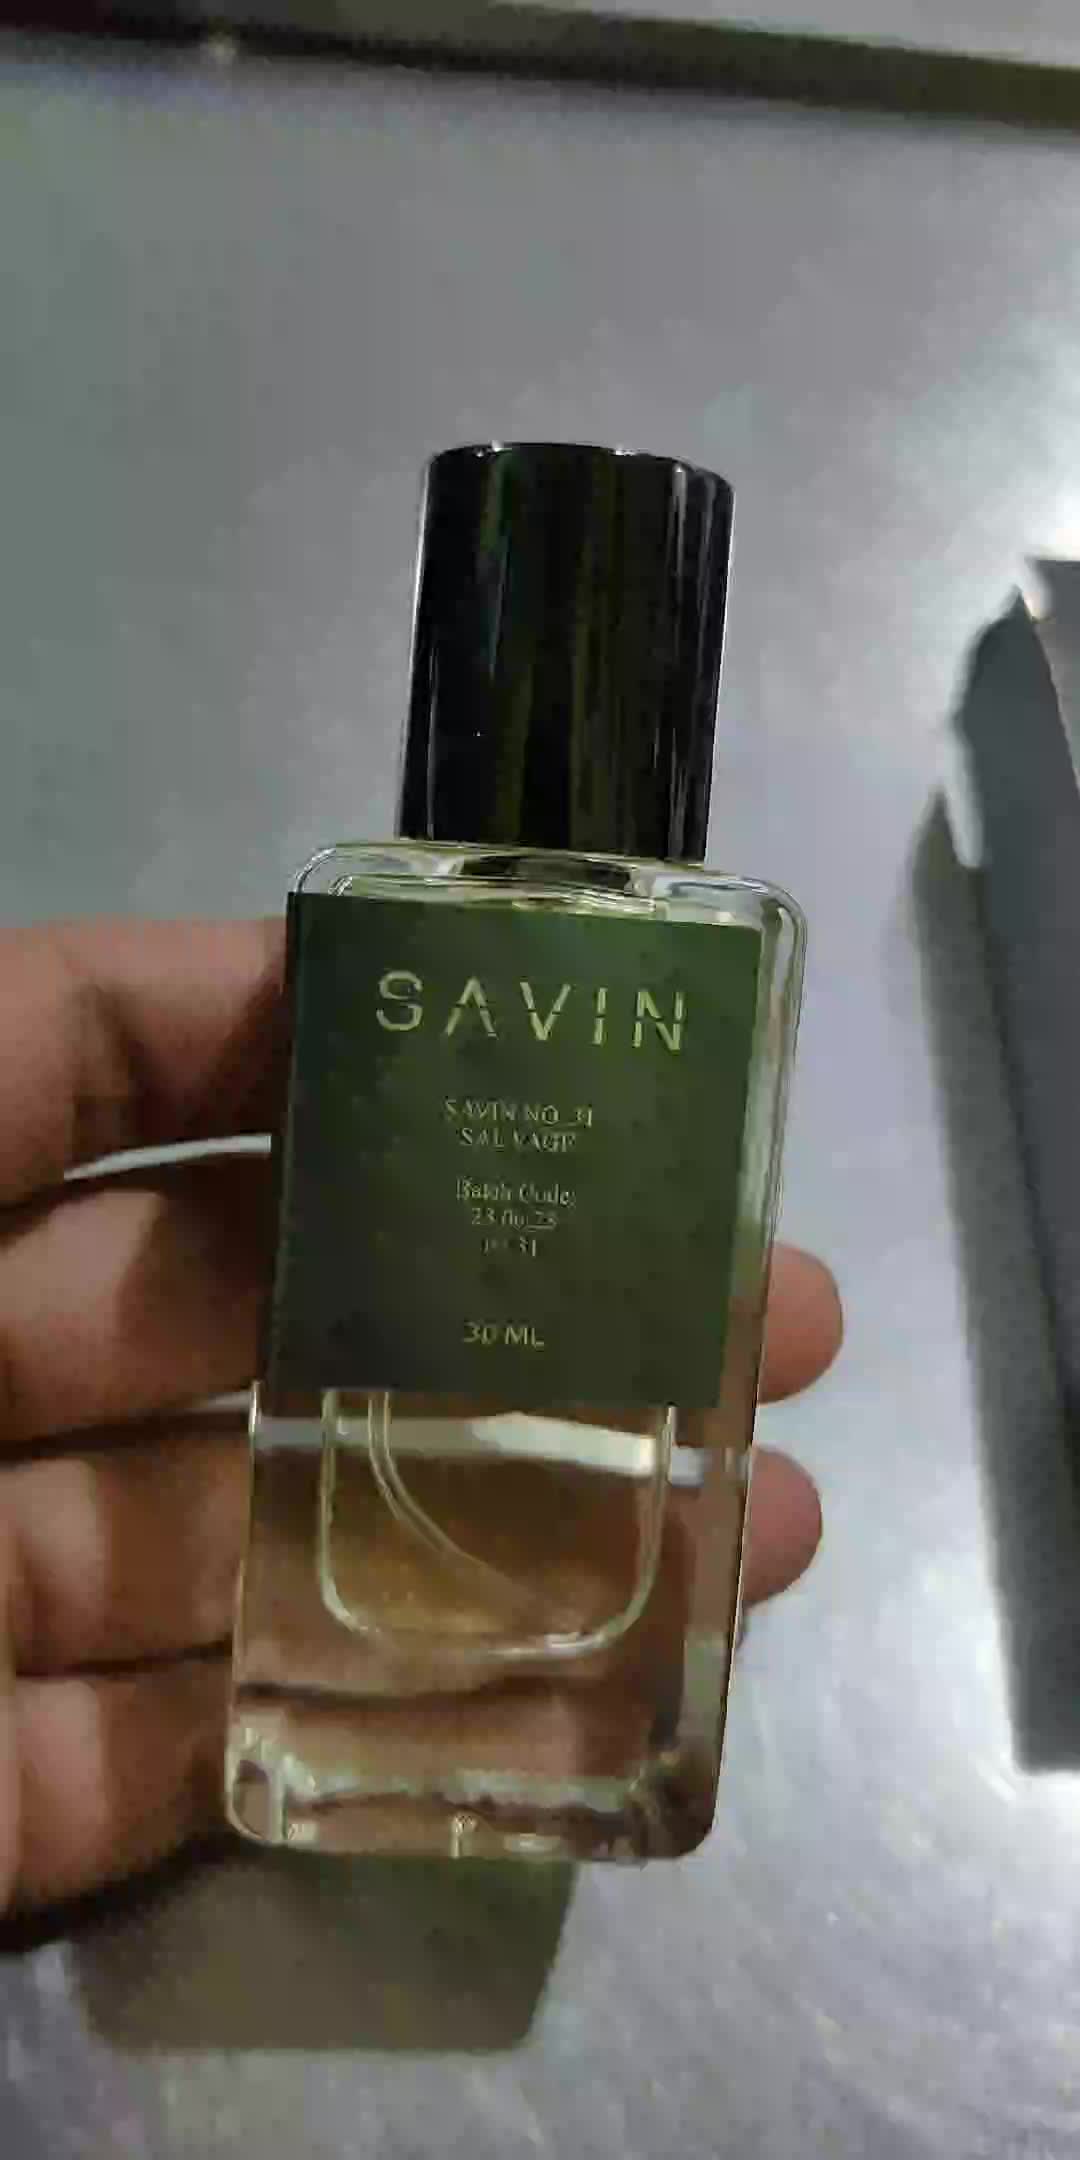 SAVIN
SAVIN NO_31
SAUVAGE
Batch Code:
30 ML